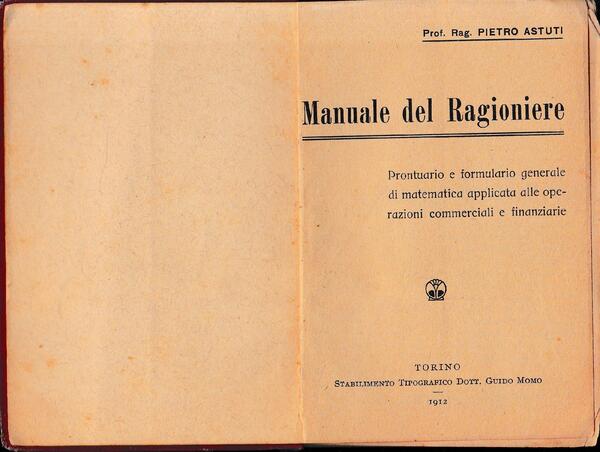 Prof. Rag. PIETRO ASTUTI
Manuale del Ragioniere
Prontuario e formulario generale
di matematica applicata alle ope-
razioni commerciali e finanziarie
TORINO
STABILIMENTO TIPOGRAFICO DOTT. GUIDO MOMO
1912